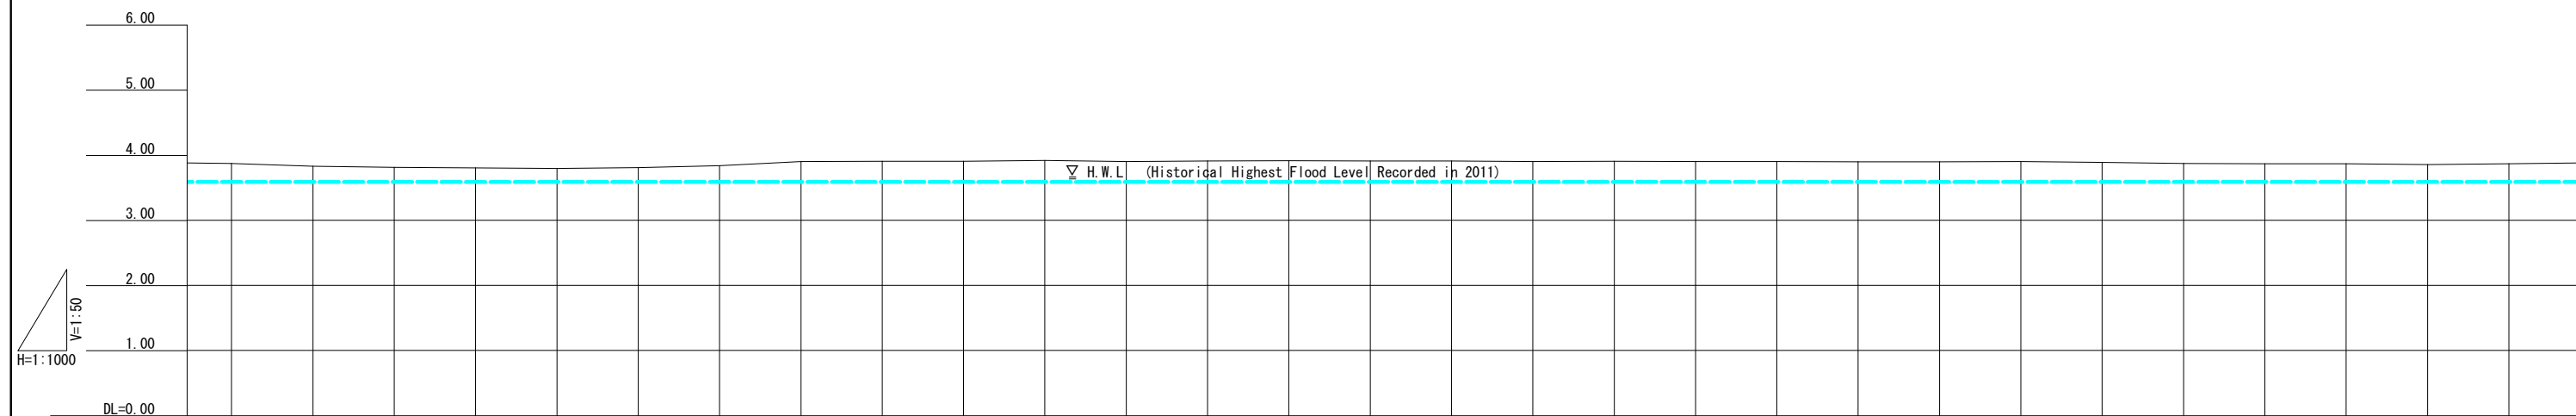 6.00
5.00
4.00
H.W.L (Historical Highest Flood Level Recorded in 2011)
3.00
2.00
V=1:50
1.00
H=1:1000
DL=0.00